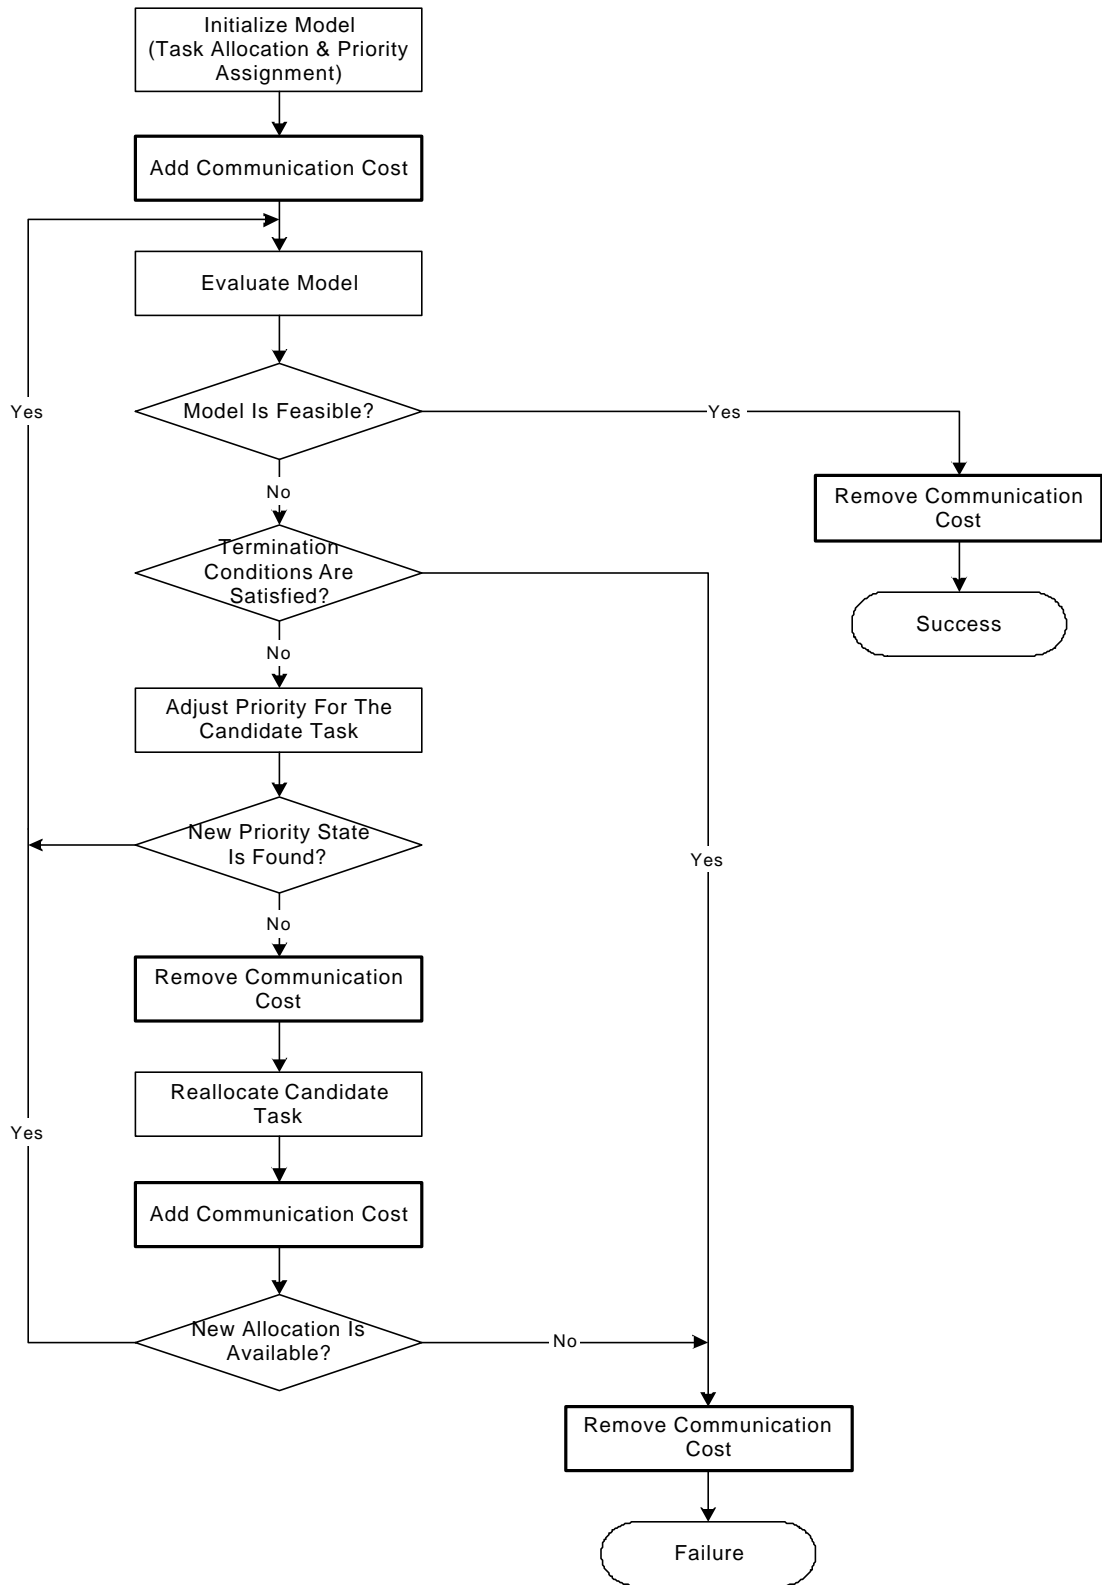 Initialize Model
(Task Allocation & Priority
Assignment)
Add Communication Cost
Evaluate Model
Model Is Feasible?
Yes
Yes
No
Remove Communication
Cost
Termination
Conditions Are
Satisfied?
Success
No
Adjust Priority For The
Candidate Task
New Priority State
Is Found?
Yes
No
Remove Communication
Cost
Reallocate Candidate
Task
Yes
Add Communication Cost
New Allocation Is
Available?
No
Remove Communication
Cost
Failure